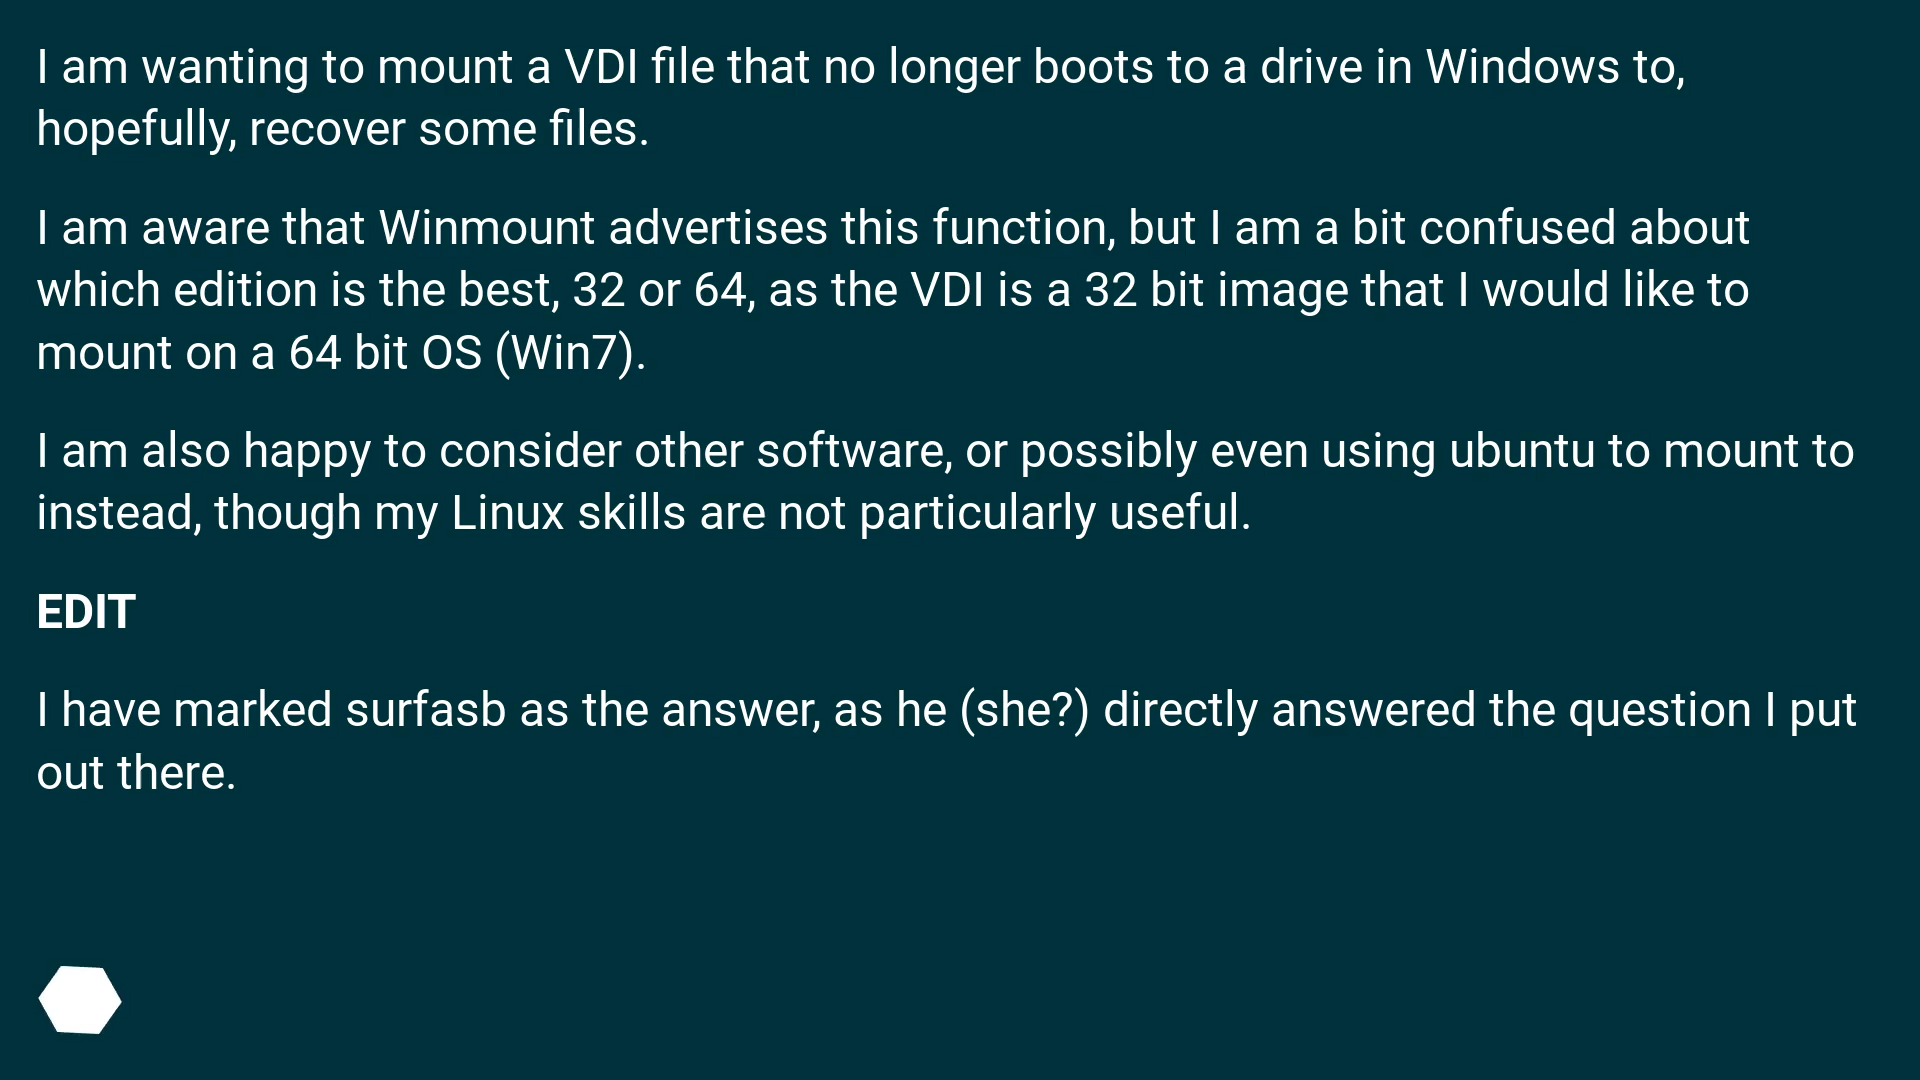 I am wanting to mount a VDI file that no longer boots to a drive in Windows to,
hopefully, recover some files.
I am aware that Winmount advertises this function, but I am a bit confused about
which edition is the best, 32 or 64, as the VDI is a 32 bit image that I would like to
mount on a 64 bit OS (Win7).
I am also happy to consider other software, or possibly even using ubuntu to mount to
instead, though my Linux skills are not particularly useful.
EDIT
I have marked surfasb as the answer, as he (she?) directly answered the question I put
out there.